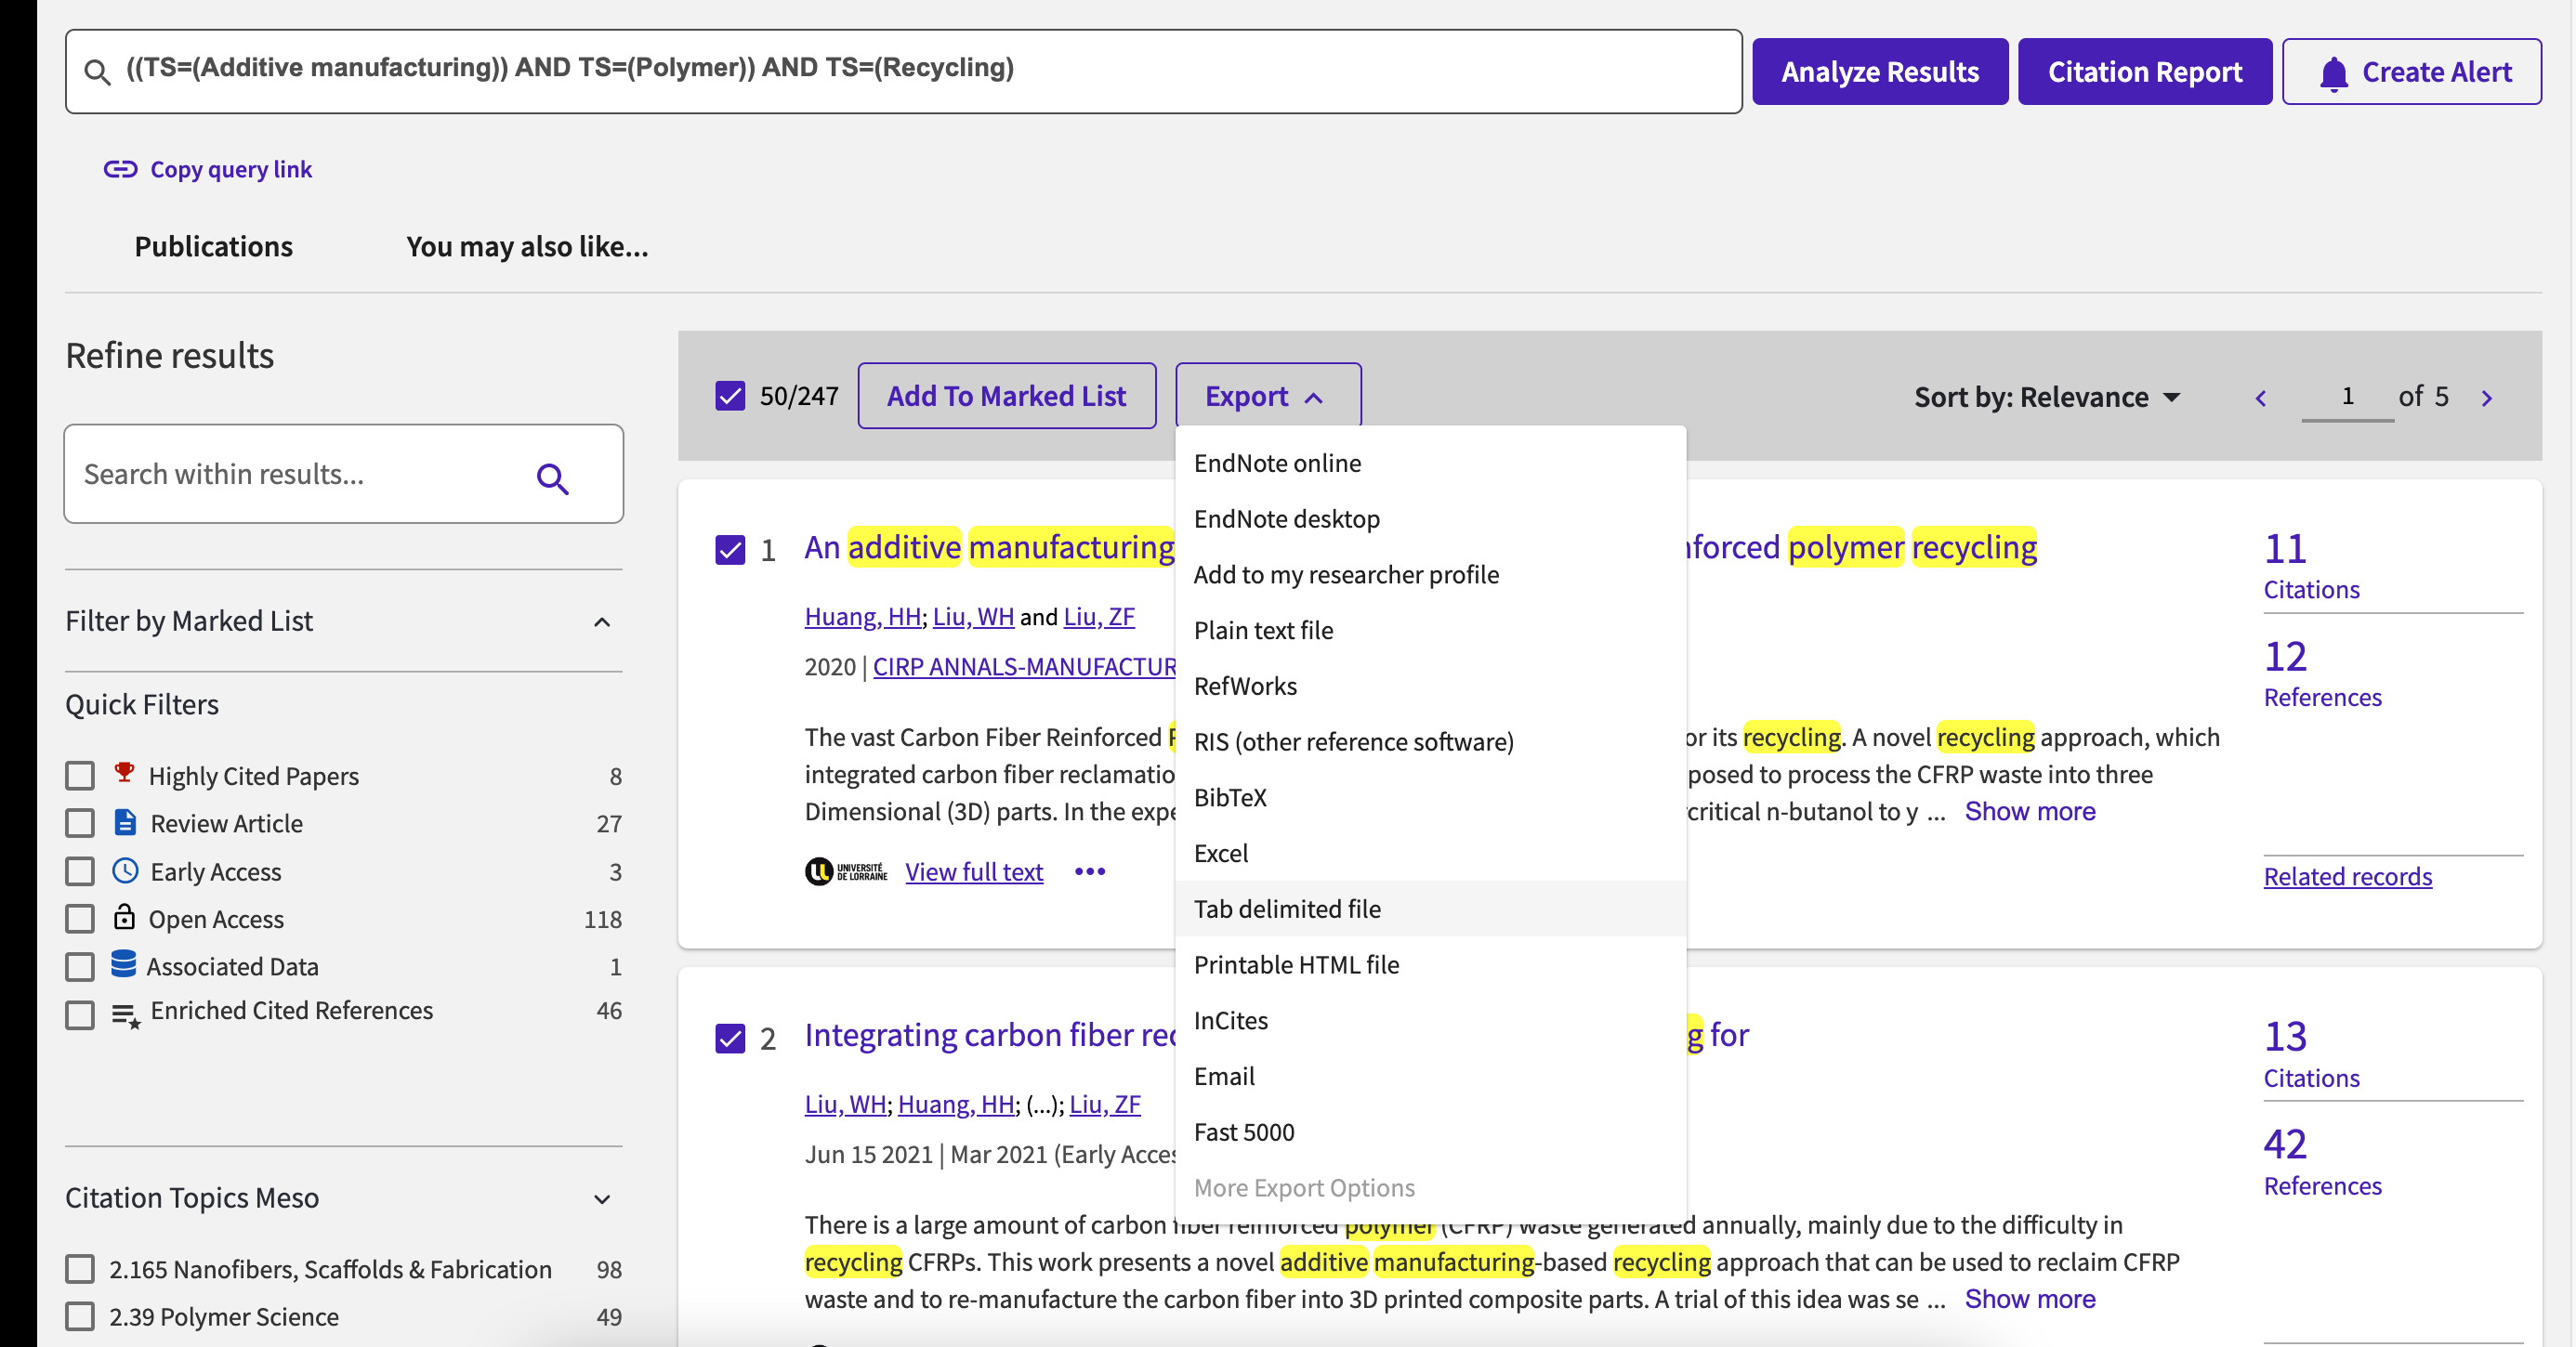 ((TS=(Additive manufacturing)) AND TS=(Polymer)) AND TS=(Recycling)
Analyze Results
Citation Report
Create Alert
Copy query link
Publications
You may also like...
Refine results
Search within results...
Filter by Marked List
Quick Filters
Highly Cited Papers 8
Review Article 27
Early Access 3
Open Access 118
Associated Data 1
Enriched Cited References 46
Citation Topics Meso
2.165 Nanofibers, Scaffolds & Fabrication 98
2.39 Polymer Science 49
50/247
Add To Marked List
Export
Sort by: Relevance
1 of 5
EndNote online
EndNote desktop
Add to my researcher profile
Plain text file
RefWorks
RIS (other reference software)
BibTeX
Excel
Tab delimited file
Printable HTML file
InCites
Email
Fast 5000
More Export Options
1 An additive manufacturing nforced polymer recycling
Huang, HH; Liu, WH and Liu, ZF
2020 | CIRP ANNALS-MANUFACTUR
The vast Carbon Fiber Reinforced or its recycling. A novel recycling approach, which
integrated carbon fiber reclamatio posed to process the CFRP waste into three
Dimensional (3D) parts. In the expe critical n-butanol to y ... Show more
UNIVERSITÉ
DE LORRAINE
View full text
11
Citations
12
References
Related records
2 Integrating carbon fiber rec g for
Liu, WH; Huang, HH; (...); Liu, ZF
Jun 15 2021 | Mar 2021 (Early Acces
There is a large amount of carbon fiber reinforced polymer (CFRP) waste generated annually, mainly due to the difficulty in
recycling CFRPs. This work presents a novel additive manufacturing-based recycling approach that can be used to reclaim CFRP
waste and to re-manufacture the carbon fiber into 3D printed composite parts. A trial of this idea was se ... Show more
13
Citations
42
References